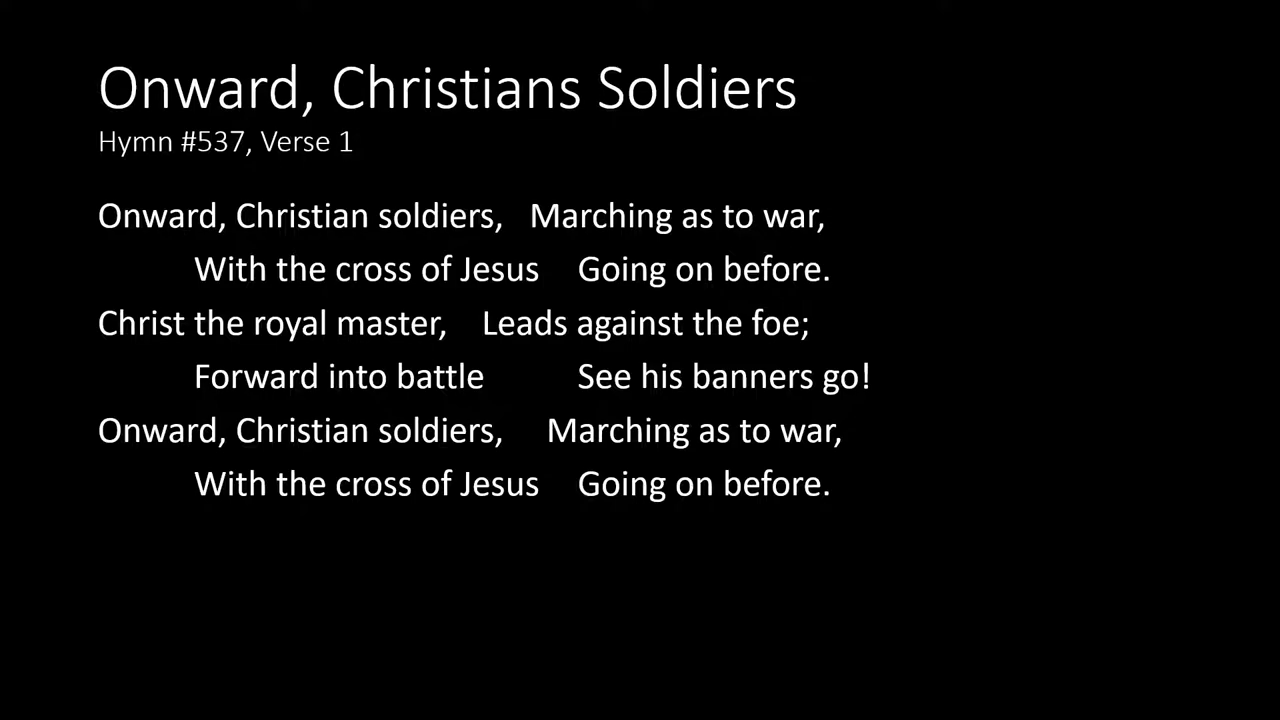 Onward, Christians Soldiers
Hymn #537, Verse 1
Onward, Christian soldiers, Marching as to war,
With the cross of Jesus Going on before.
Christ the royal master, Leads against the foe;
Forward into battle See his banners go!
Onward, Christian soldiers, Marching as to war,
With the cross of Jesus Going on before.